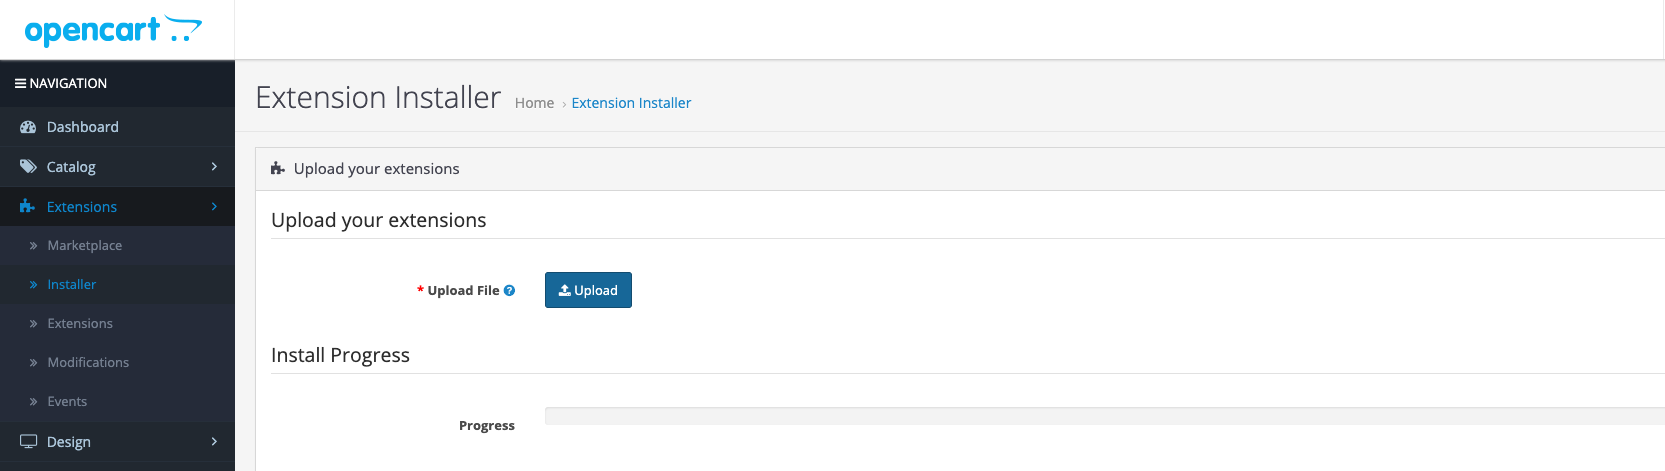 opencart
NAVIGATION
Dashboard
Catalog
Extensions
Marketplace
Installer
Extensions
Modifications
Events
Design
Extension Installer
Home › Extension Installer
Upload your extensions
Upload your extensions
* Upload File ?
Upload
Install Progress
Progress